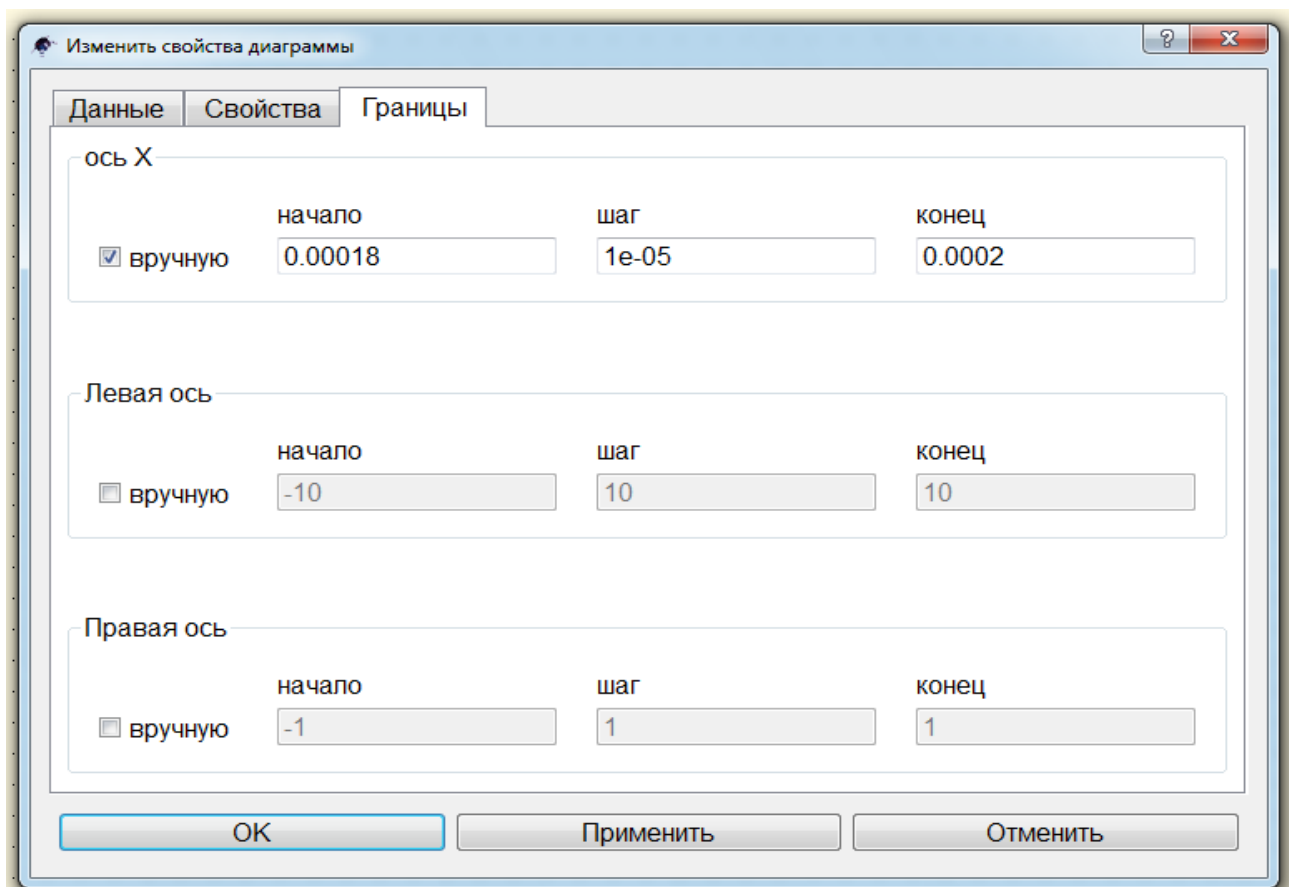 Изменить свойства диаграммы
Данные Свойства Границы
ось X
начало шаг конец
вручную 0.00018 1e-05 0.0002
Левая ось
начало шаг конец
вручную -10 10 10
Правая ось
начало шаг конец
вручную -1 1 1
OK Применить Отменить